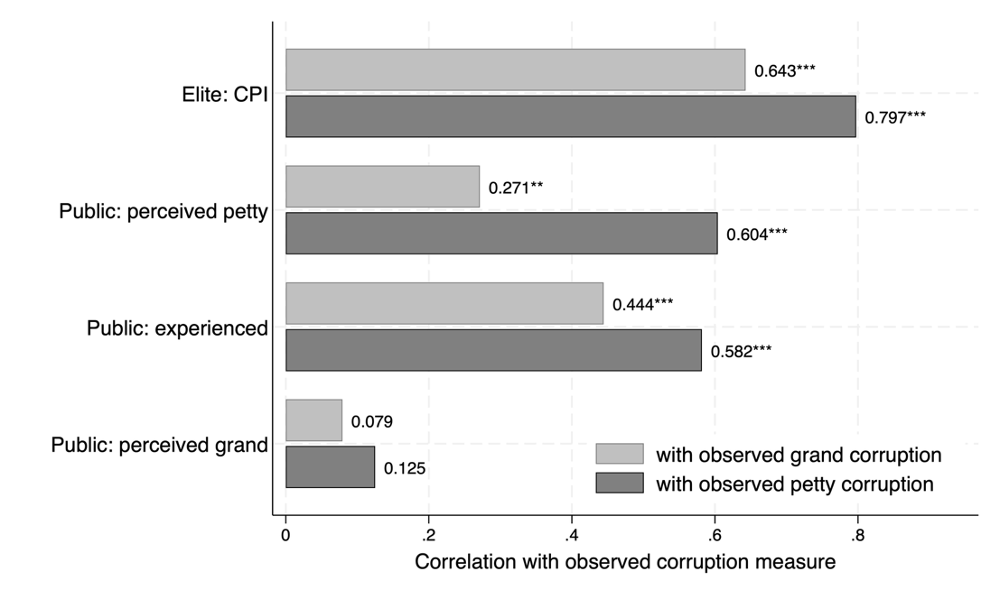 Elite: CPI
0.643***
0.797***
Public: perceived petty
0.271**
0.604***
Public: experienced
0.444***
0.582***
Public: perceived grand
0.079
0.125
with observed grand corruption
with observed petty corruption
0 .2 .4 .6 .8
Correlation with observed corruption measure